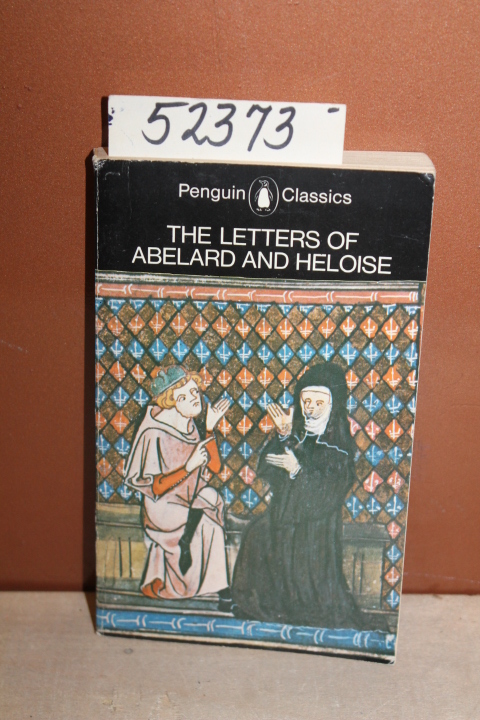 52373
Penguin Classics
THE LETTERS OF
ABELARD AND HELOISE